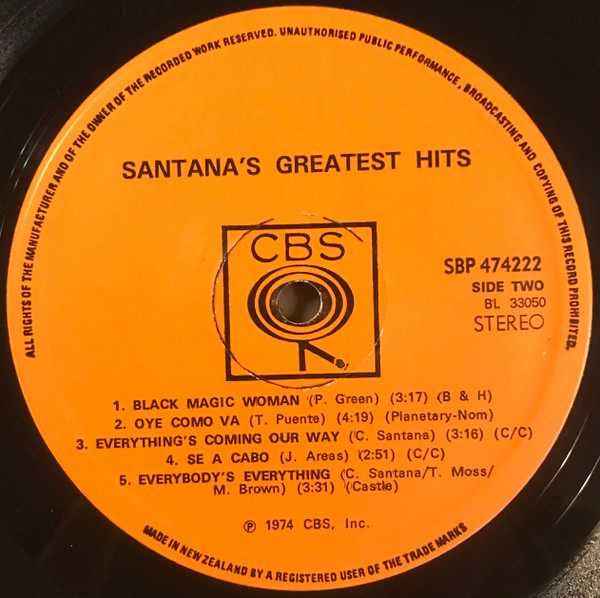 ALL RIGHTS OF THE MANUFACTURER AND OF THE OWNER OF THE RECORDED WORK RESERVED. UNAUTHORISED PUBLIC PERFORMANCE, BROADCASTING AND COPYING OF THIS RECORD PROHIBITED.
SANTANA'S GREATEST HITS
CBS
SBP 474222
SIDE TWO
BL 33050
STEREO
1. BLACK MAGIC WOMAN (P. Green) (3:17) (B & H)
2. OYE COMO VA (T. Puente) (4:19) (Planetary-Nom)
3. EVERYTHING'S COMING OUR WAY (C. Santana) (3:16) (C/C)
4. SE A CABO (J. Areas) (2:51) (C/C)
5. EVERYBODY'S EVERYTHING (C. Santana/T. Moss/
M. Brown) (3:31) (Castle)
℗ 1974 CBS, Inc.
MADE IN NEW ZEALAND BY A REGISTERED USER OF THE TRADE MARKS